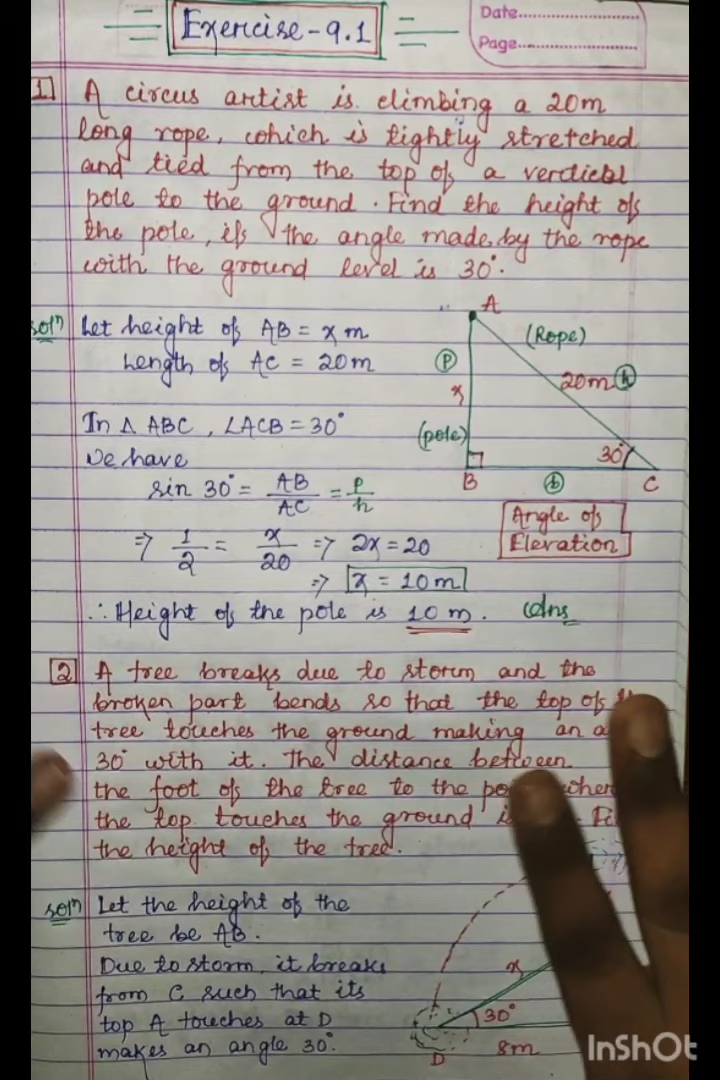 Exercise-9.1
Date
Page
1 A circus artist is climbing a 20m
long rope, which is tightly stretched
and tied from the top of a verticl
pole to the ground. Find the height of
the pole, if the angle made by the rope
with the ground level is 30°.
Solⁿ Let height of AB = x m
Length of AC = 20m
In △ ABC, ∠ACB = 30°
We have
sin 30° = AB/AC = P/h
⇒ 1/2 = x/20 ⇒ 2x = 20
⇒ x = 10m
∴ Height of the pole is 10 m. Ans
A
(Rope)
P
20m h
x
(pole)
30°
B b C
Angle of
Elevation
2 A tree breaks due to storm and the
broken part bends so that the top of
tree touches the ground making an
30° with it. The distance between
the foot of the tree to the
the top touches the ground
the height of the tree.
Solⁿ Let the height of the
tree be AB.
Due to storm, it breaks
from C such that its
top A touches at D
makes an angle 30°.
x
30°
D 8m
InShOt